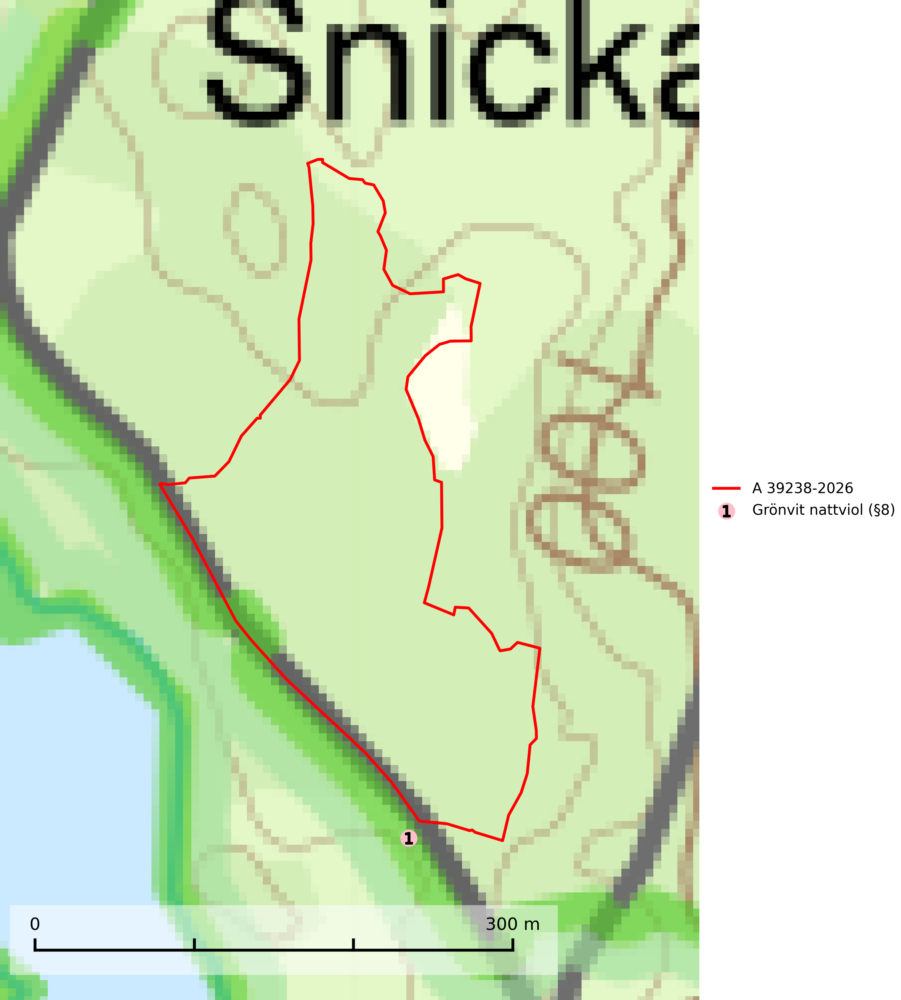 Snicka
A 39238-2026
1 Grönvit nattviol (§8)
1
0 300 m